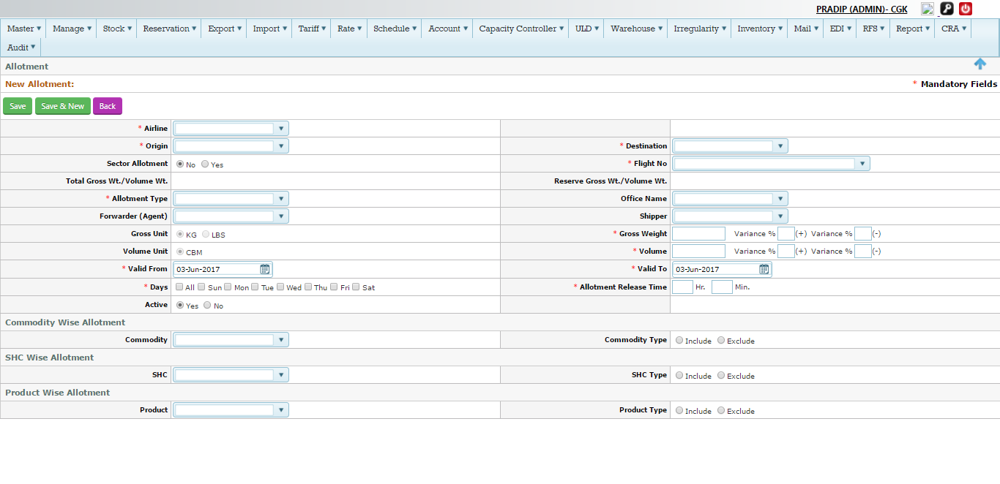 PRADIP (ADMIN)- CGK
Master Manage Stock Reservation Export Import Tariff Rate Schedule Account Capacity Controller ULD Warehouse Irregularity Inventory Mail EDI RFS Report CRA
Audit
Allotment
New Allotment: * Mandatory Fields
Save Save & New Back
* Airline
* Origin * Destination
Sector Allotment No Yes * Flight No
Total Gross Wt./Volume Wt. Reserve Gross Wt./Volume Wt.
* Allotment Type Office Name
Forwarder (Agent) Shipper
Gross Unit KG LBS * Gross Weight Variance % (+) Variance % (-)
Volume Unit CBM * Volume Variance % (+) Variance % (-)
* Valid From 03-Jun-2017 * Valid To 03-Jun-2017
* Days All Sun Mon Tue Wed Thu Fri Sat * Allotment Release Time Hr. Min.
Active Yes No
Commodity Wise Allotment
Commodity Commodity Type Include Exclude
SHC Wise Allotment
SHC SHC Type Include Exclude
Product Wise Allotment
Product Product Type Include Exclude